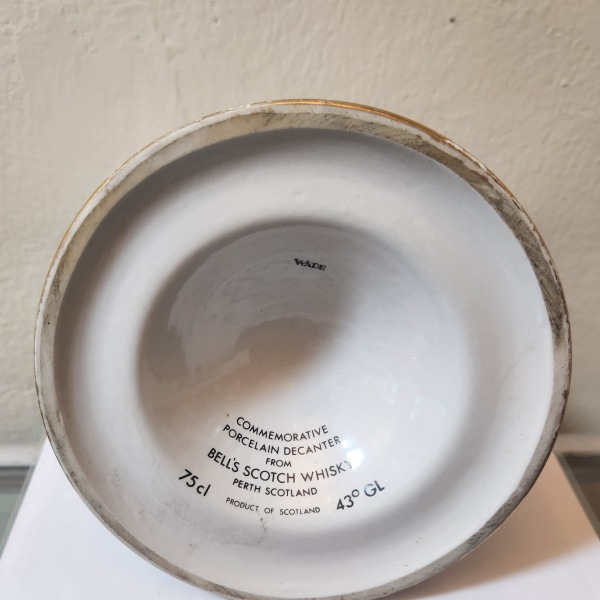 WADE
COMMEMORATIVE
PORCELAIN DECANTER
FROM
BELL'S SCOTCH WHISKY
PERTH SCOTLAND
75cl PRODUCT OF SCOTLAND 43° GL